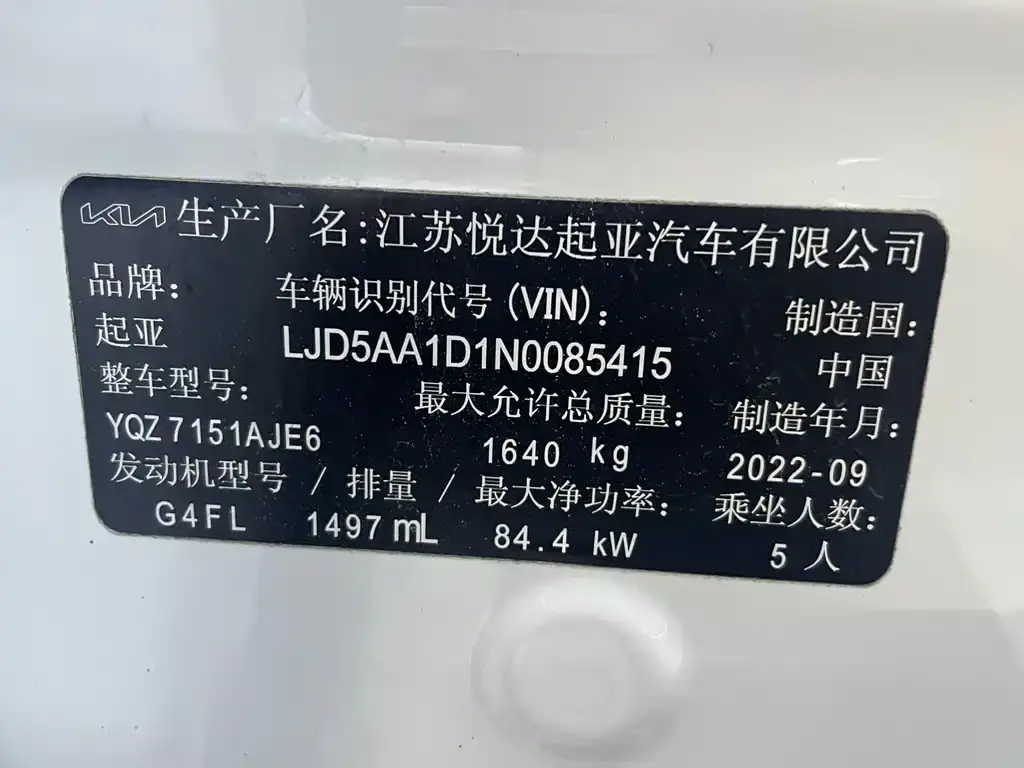 KIA 生产厂名:江苏悦达起亚汽车有限公司
品牌: 车辆识别代号(VIN): 制造国:
起亚 LJD5AA1D1N0085415 中国
整车型号: 最大允许总质量: 制造年月:
YQZ7151AJE6 1640 kg 2022-09
发动机型号 / 排量 / 最大净功率: 乘坐人数:
G4FL 1497 mL 84.4 kW 5 人